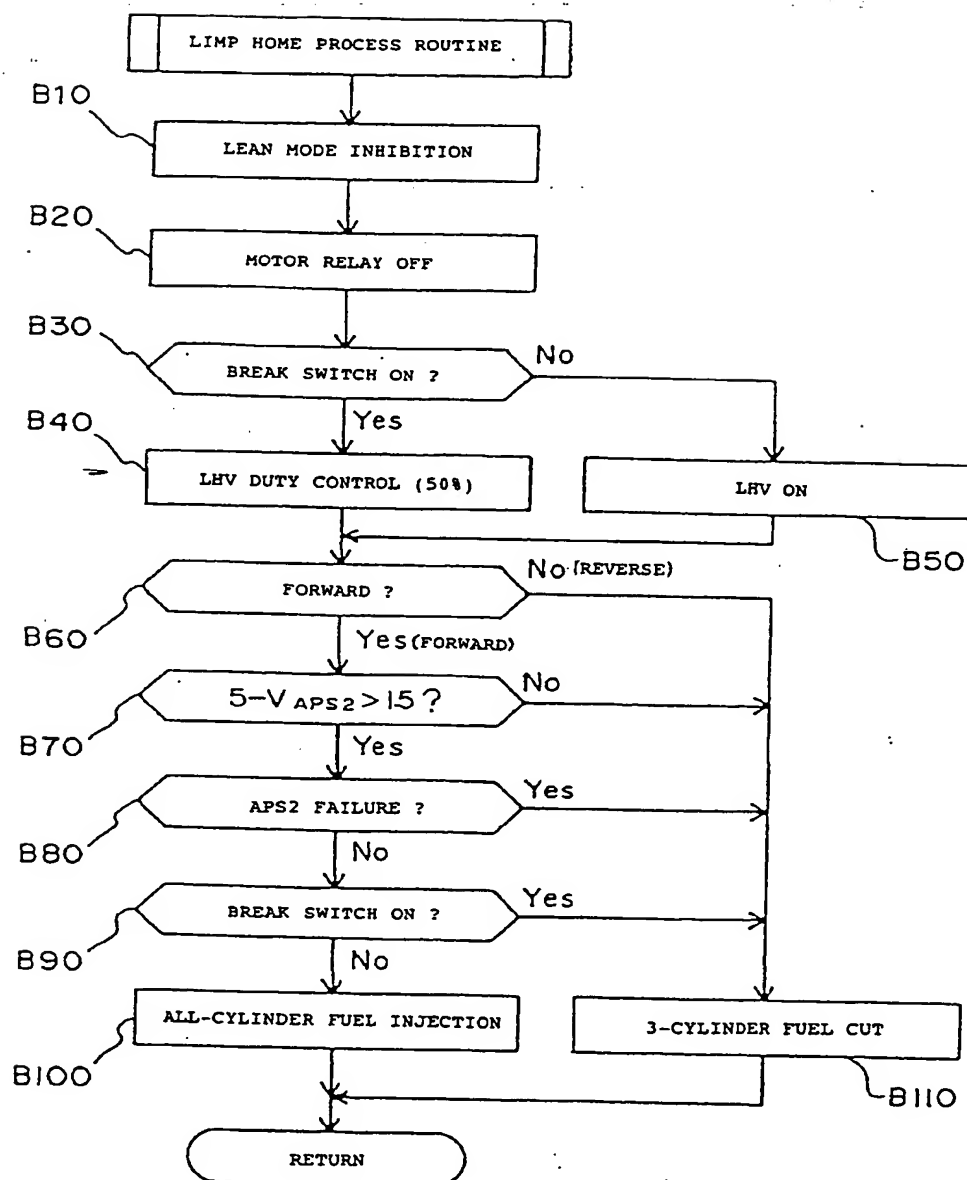 LIMP HOME PROCESS ROUTINE
B10
LEAN MODE INHIBITION
B20
MOTOR RELAY OFF
B30
BREAK SWITCH ON ?
No
Yes
B40
LHV DUTY CONTROL (50%)
LHV ON
B50
FORWARD ?
No (REVERSE)
B60
Yes (FORWARD)
5-V APS2 > 1.5 ?
No
B70
Yes
APS2 FAILURE ?
Yes
B80
No
BREAK SWITCH ON ?
Yes
B90
No
ALL-CYLINDER FUEL INJECTION
3-CYLINDER FUEL CUT
B100
B110
RETURN